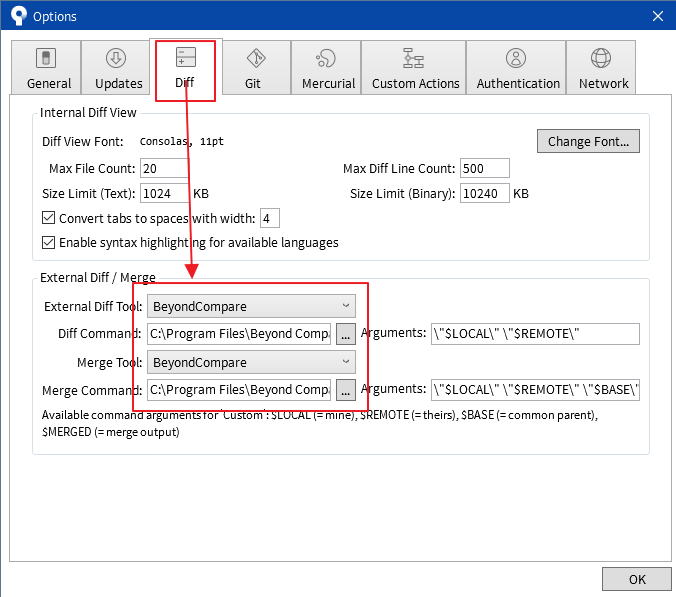 Options
General Updates Diff Git Mercurial Custom Actions Authentication Network
Internal Diff View
Diff View Font: Consolas, 11pt Change Font...
Max File Count: 20 Max Diff Line Count: 500
Size Limit (Text): 1024 KB Size Limit (Binary): 10240 KB
Convert tabs to spaces with width: 4
Enable syntax highlighting for available languages
External Diff / Merge
External Diff Tool: BeyondCompare
Diff Command: C:\Program Files\Beyond Compa ... Arguments: \"$LOCAL\" \"$REMOTE\"
Merge Tool: BeyondCompare
Merge Command: C:\Program Files\Beyond Compa ... Arguments: \"$LOCAL\" \"$REMOTE\" \"$BASE\"
Available command arguments for 'Custom': $LOCAL (= mine), $REMOTE (= theirs), $BASE (= common parent),
$MERGED (= merge output)
OK